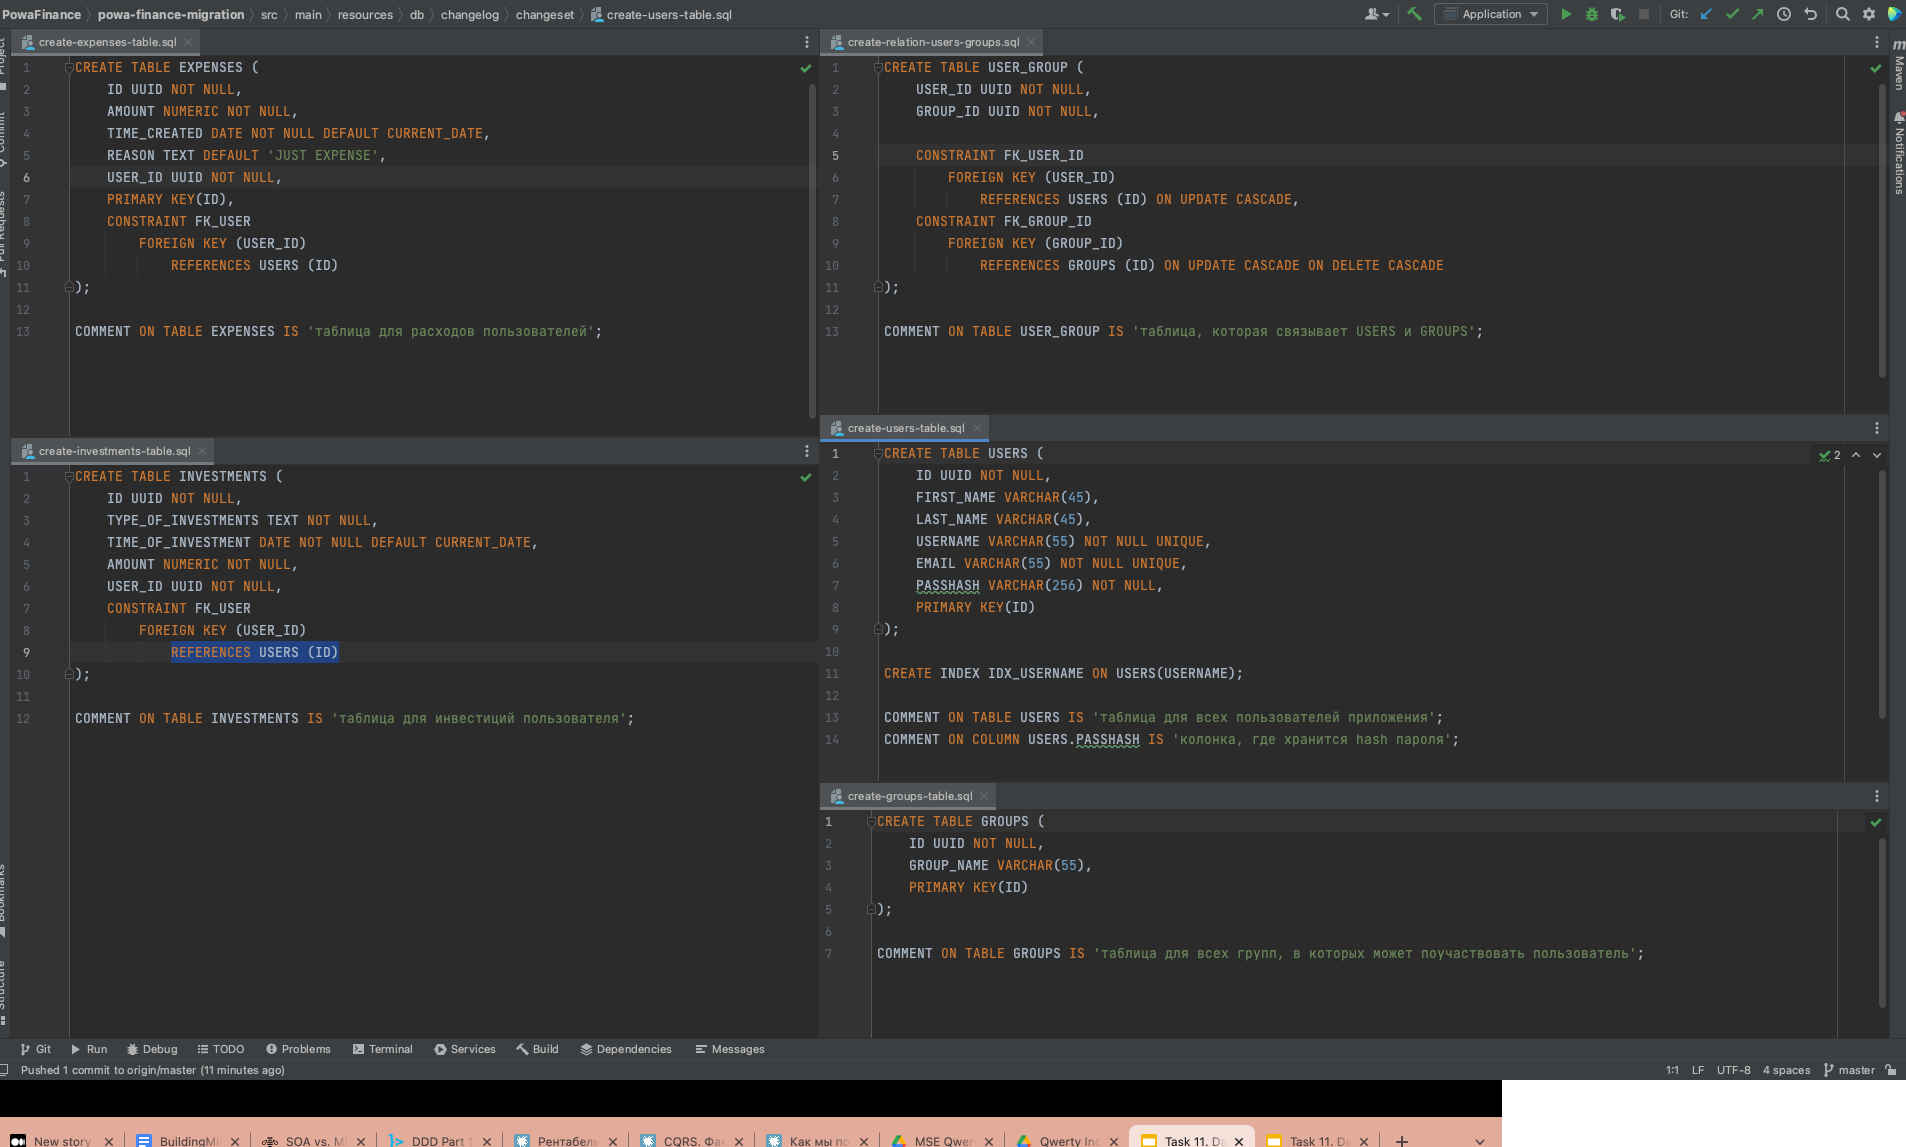 PowaFinance powa-finance-migration src main resources db changelog changeset create-users-table.sql
Application Git:
create-expenses-table.sql
1 CREATE TABLE EXPENSES (
2 ID UUID NOT NULL,
3 AMOUNT NUMERIC NOT NULL,
4 TIME_CREATED DATE NOT NULL DEFAULT CURRENT_DATE,
5 REASON TEXT DEFAULT 'JUST EXPENSE',
6 USER_ID UUID NOT NULL,
7 PRIMARY KEY(ID),
8 CONSTRAINT FK_USER
9 FOREIGN KEY (USER_ID)
10 REFERENCES USERS (ID)
11 );
12
13 COMMENT ON TABLE EXPENSES IS 'таблица для расходов пользователей';
create-investments-table.sql
1 CREATE TABLE INVESTMENTS (
2 ID UUID NOT NULL,
3 TYPE_OF_INVESTMENTS TEXT NOT NULL,
4 TIME_OF_INVESTMENT DATE NOT NULL DEFAULT CURRENT_DATE,
5 AMOUNT NUMERIC NOT NULL,
6 USER_ID UUID NOT NULL,
7 CONSTRAINT FK_USER
8 FOREIGN KEY (USER_ID)
9 REFERENCES USERS (ID)
10 );
11
12 COMMENT ON TABLE INVESTMENTS IS 'таблица для инвестиций пользователя';
create-relation-users-groups.sql
1 CREATE TABLE USER_GROUP (
2 USER_ID UUID NOT NULL,
3 GROUP_ID UUID NOT NULL,
4
5 CONSTRAINT FK_USER_ID
6 FOREIGN KEY (USER_ID)
7 REFERENCES USERS (ID) ON UPDATE CASCADE,
8 CONSTRAINT FK_GROUP_ID
9 FOREIGN KEY (GROUP_ID)
10 REFERENCES GROUPS (ID) ON UPDATE CASCADE ON DELETE CASCADE
11 );
12
13 COMMENT ON TABLE USER_GROUP IS 'таблица, которая связывает USERS и GROUPS';
create-users-table.sql
2
1 CREATE TABLE USERS (
2 ID UUID NOT NULL,
3 FIRST_NAME VARCHAR(45),
4 LAST_NAME VARCHAR(45),
5 USERNAME VARCHAR(55) NOT NULL UNIQUE,
6 EMAIL VARCHAR(55) NOT NULL UNIQUE,
7 PASSHASH VARCHAR(256) NOT NULL,
8 PRIMARY KEY(ID)
9 );
10
11 CREATE INDEX IDX_USERNAME ON USERS(USERNAME);
12
13 COMMENT ON TABLE USERS IS 'таблица для всех пользователей приложения';
14 COMMENT ON COLUMN USERS.PASSHASH IS 'колонка, где хранится hash пароля';
create-groups-table.sql
1 CREATE TABLE GROUPS (
2 ID UUID NOT NULL,
3 GROUP_NAME VARCHAR(55),
4 PRIMARY KEY(ID)
5 );
6
7 COMMENT ON TABLE GROUPS IS 'таблица для всех групп, в которых может поучаствовать пользователь';
Maven
Notifications
Pull Requests
Git Run Debug TODO Problems Terminal Services Build Dependencies Messages
Pushed 1 commit to origin/master (11 minutes ago) 1:1 LF UTF-8 4 spaces master
New story BuildingMi SOA vs. Mi DDD Part 1 Рентабель CQRS. Фа Как мы по MSE Qwer Qwerty Inc Task 11. Da Task 11. Da